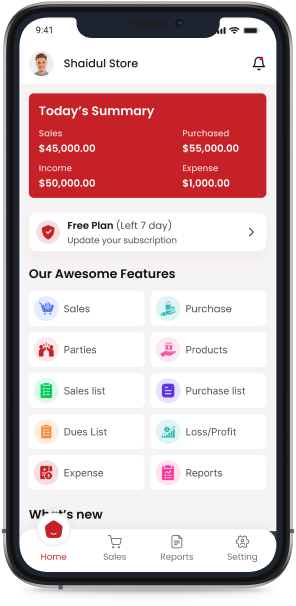 9:41
Shaidul Store
Today's Summary
Sales Purchased
$45,000.00 $55,000.00
Income Expense
$50,000.00 $1,000.00
Free Plan (Left 7 day)
Update your subscription
Our Awesome Features
Sales Purchase
Parties Products
Sales list Purchase list
Dues List Loss/Profit
Expense Reports
What's new
Home Sales Reports Setting